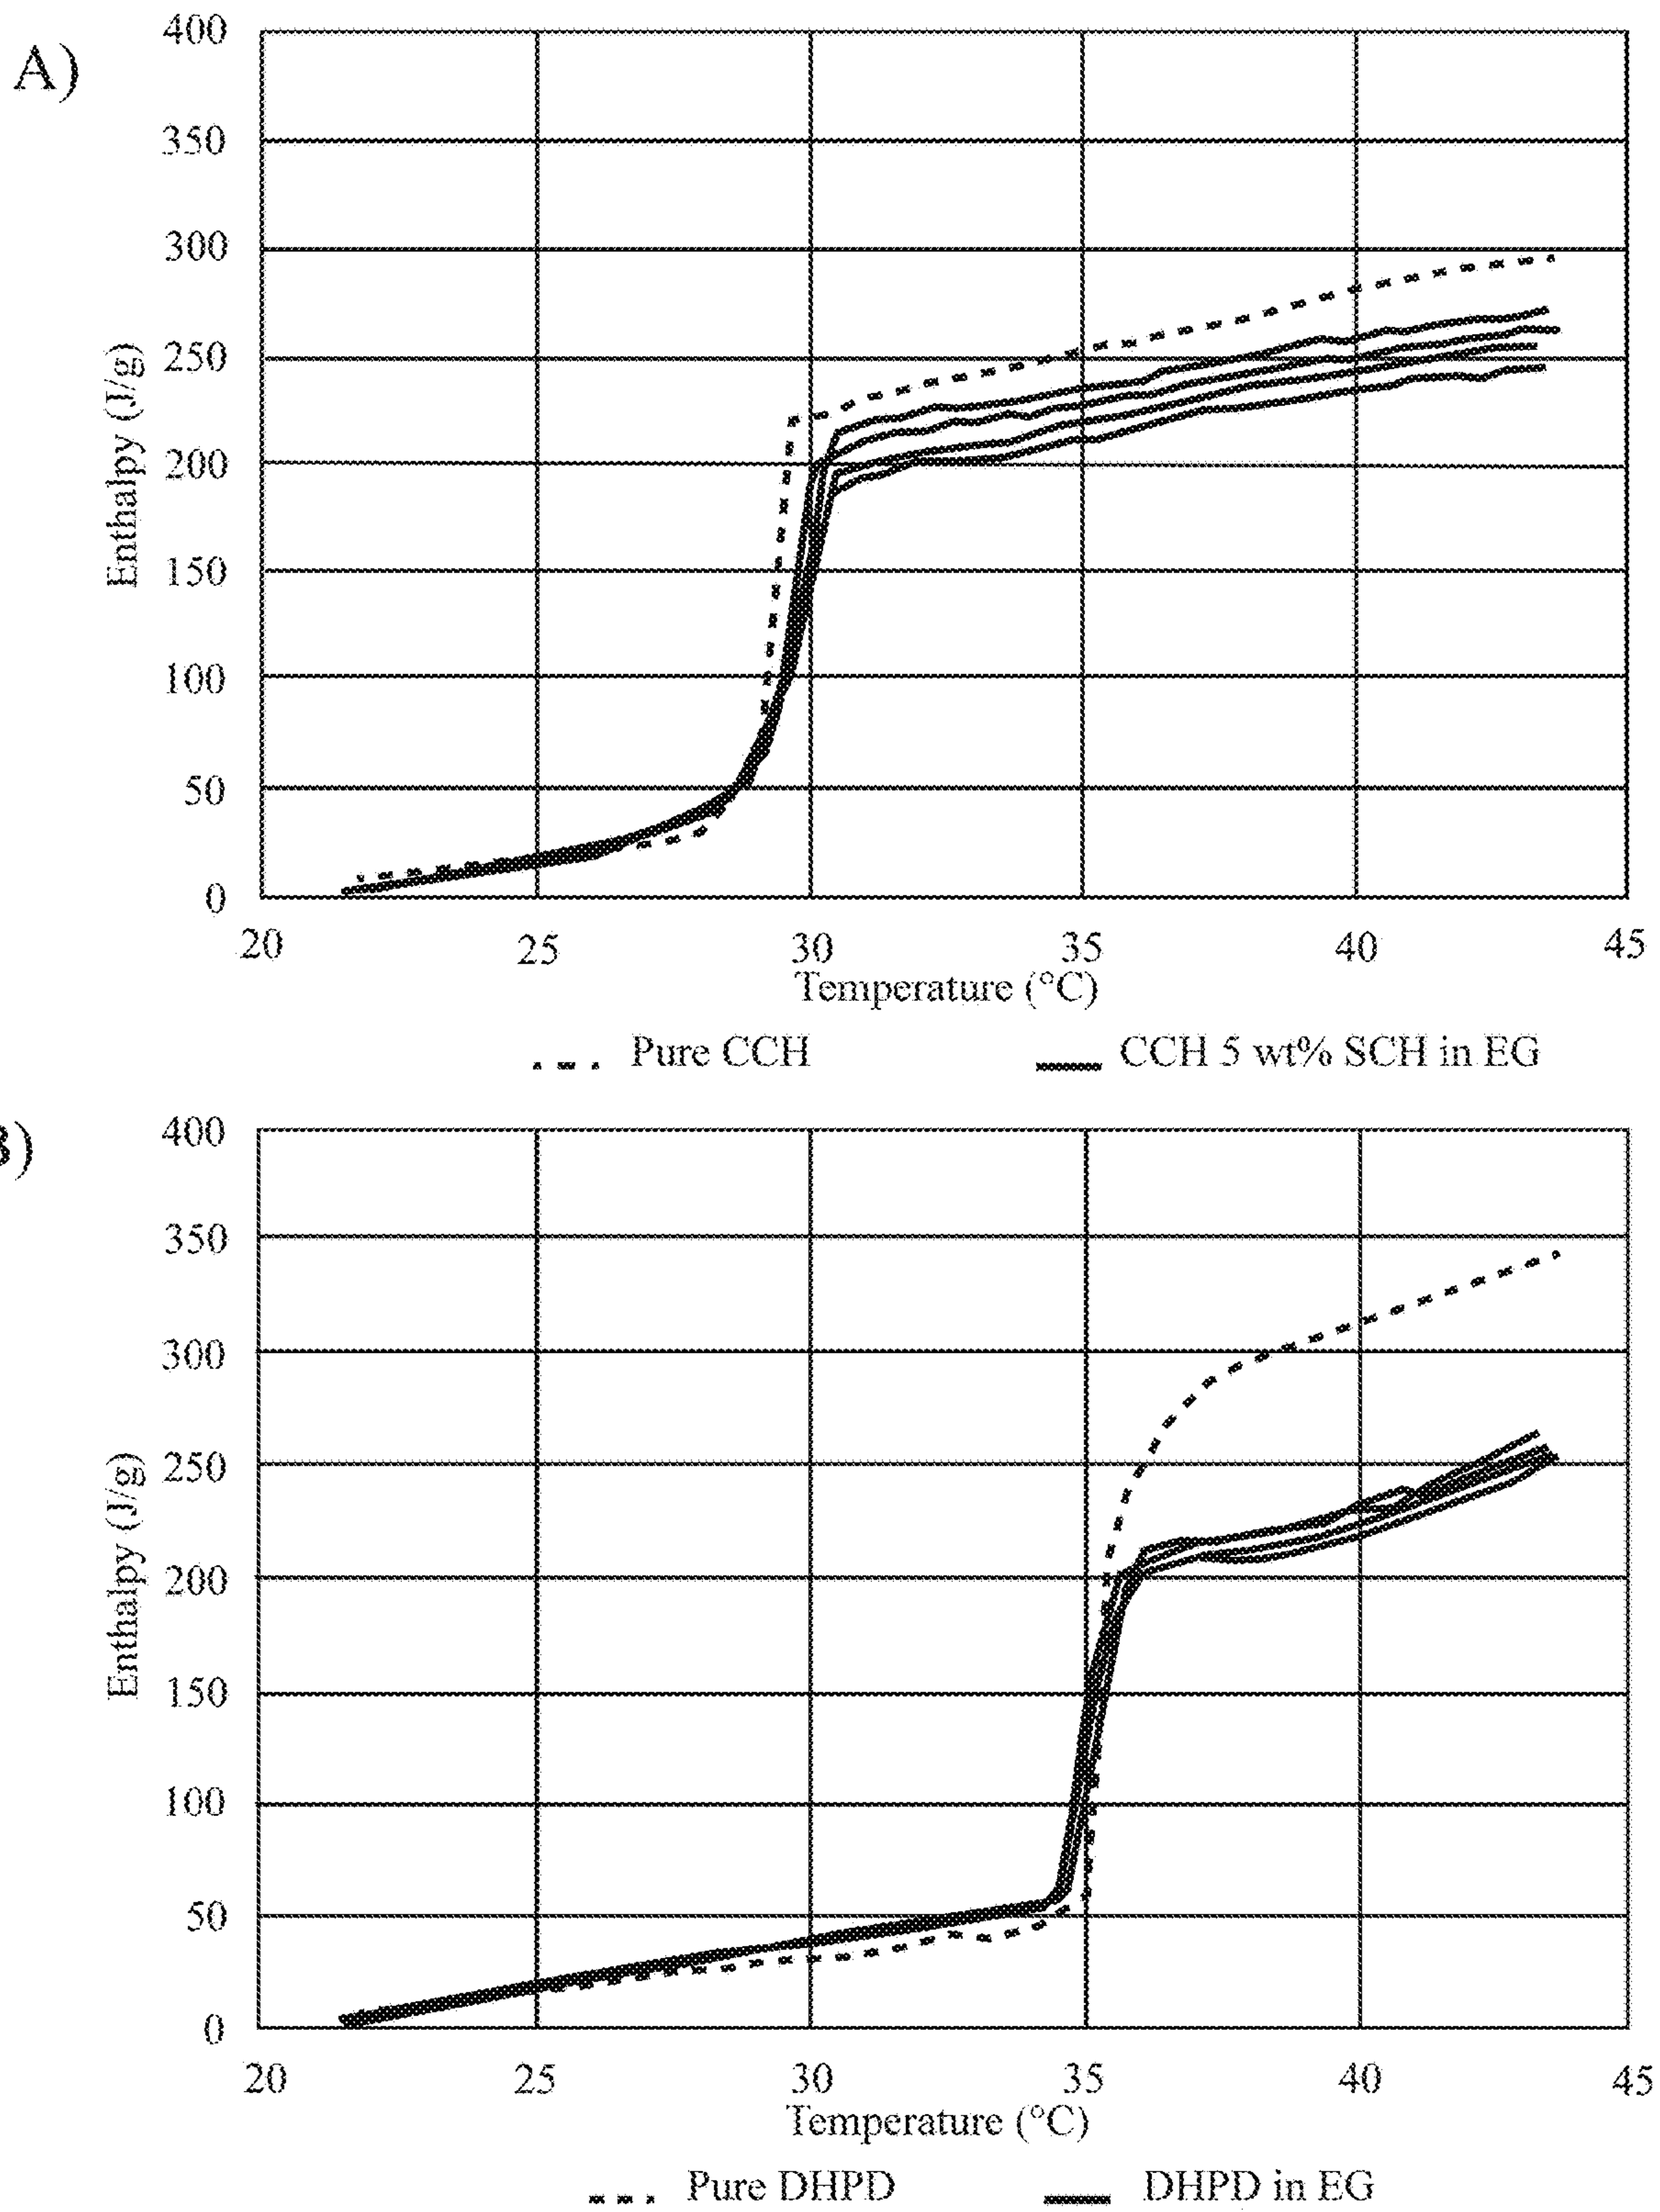 A)
400
350
300
250
200
150
100
50
0
Enthalpy (J/g)
20 25 30 35 40 45
Temperature (°C)
Pure CCH CCH 5 wt% SCH in EG
B)
400
350
300
250
200
150
100
50
0
Enthalpy (J/g)
20 25 30 35 40 45
Temperature (°C)
Pure DHPD DHPD in EG